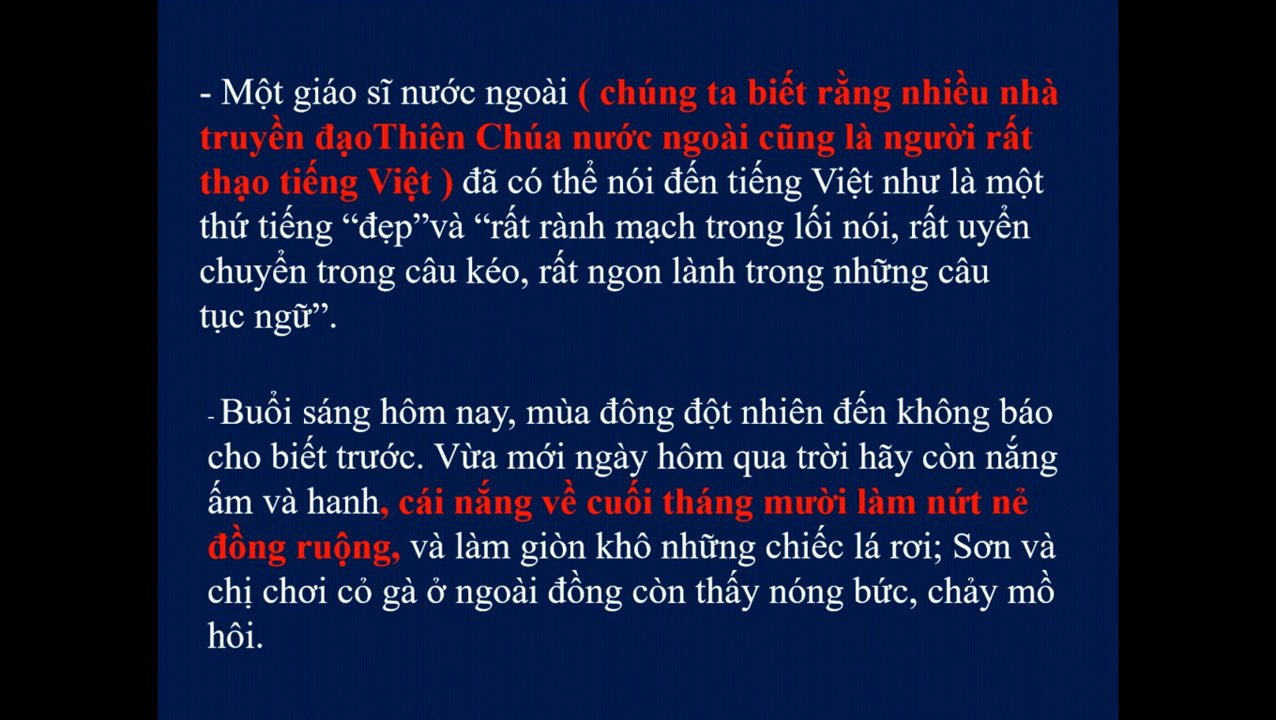 - Một giáo sĩ nước ngoài ( chúng ta biết rằng nhiều nhà
truyền đạoThiên Chúa nước ngoài cũng là người rất
thạo tiếng Việt ) đã có thể nói đến tiếng Việt như là một
thứ tiếng “đẹp”và “rất rành mạch trong lối nói, rất uyển
chuyển trong câu kéo, rất ngon lành trong những câu
tục ngữ”.
- Buổi sáng hôm nay, mùa đông đột nhiên đến không báo
cho biết trước. Vừa mới ngày hôm qua trời hãy còn nắng
ấm và hanh, cái nắng về cuối tháng mười làm nứt nẻ
đồng ruộng, và làm giòn khô những chiếc lá rơi; Sơn và
chị chơi cỏ gà ở ngoài đồng còn thấy nóng bức, chảy mồ
hôi.